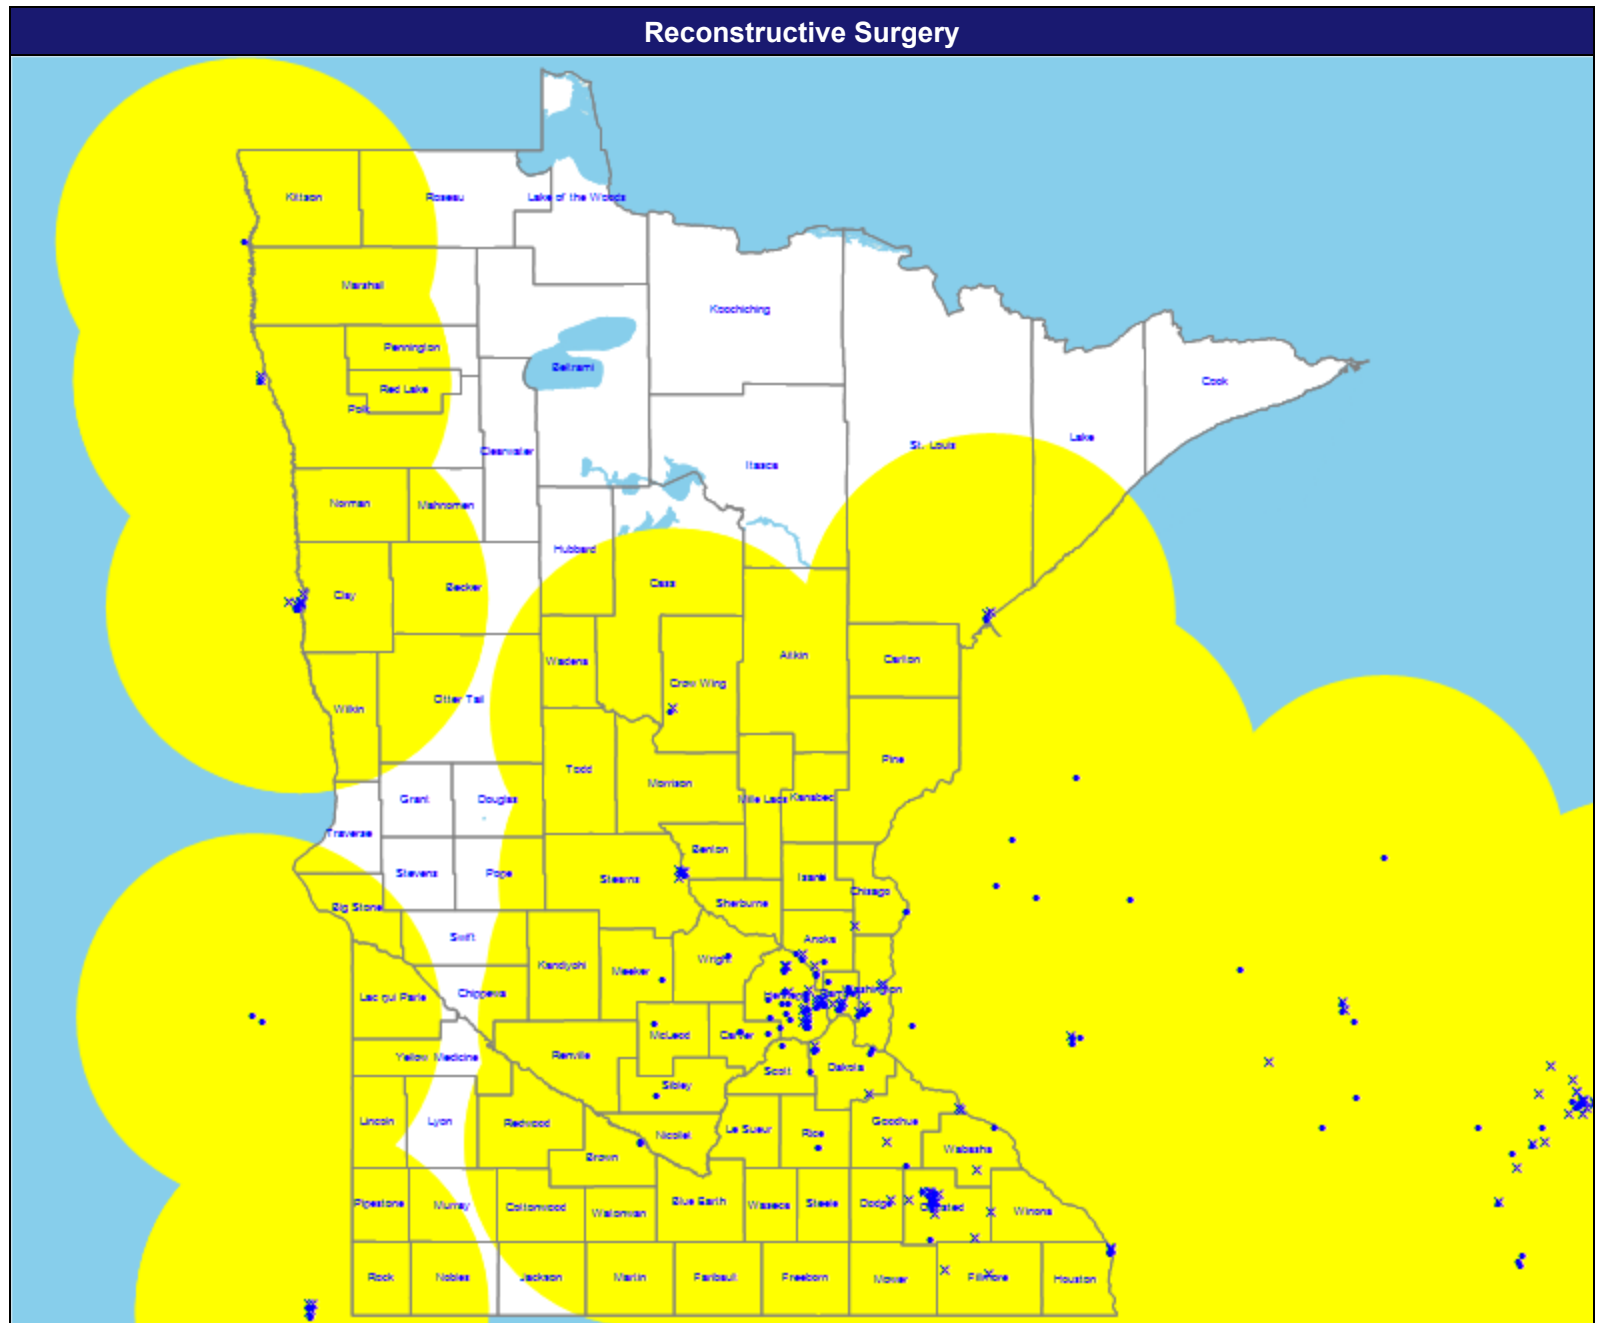 Reconstructive Surgery
Kittson
Roseau
Lake of the Woods
Marshall
Koochiching
Pennington
Beltrami
Red Lake
Cook
Polk
Lake
St. Louis
Clearwater
Itasca
Norman
Mahnomen
Hubbard
Cass
Becker
Clay
Aitkin
Carlton
Wadena
Crow Wing
Otter Tail
Wilkin
Pine
Todd
Morrison
Mille Lacs
Kanabec
Grant
Douglas
Traverse
Benton
Stevens
Pope
Stearns
Isanti
Chisago
Sherburne
Big Stone
Swift
Anoka
Wright
Kandiyohi
Meeker
Lac qui Parle
Chippewa
Washington
McLeod
Carver
Renville
Yellow Medicine
Scott
Dakota
Sibley
Lincoln
Lyon
Redwood
Goodhue
Le Sueur
Rice
Nicollet
Wabasha
Brown
Pipestone
Murray
Cottonwood
Watonwan
Blue Earth
Waseca
Steele
Dodge
Olmsted
Winona
Rock
Nobles
Jackson
Martin
Faribault
Freeborn
Mower
Fillmore
Houston